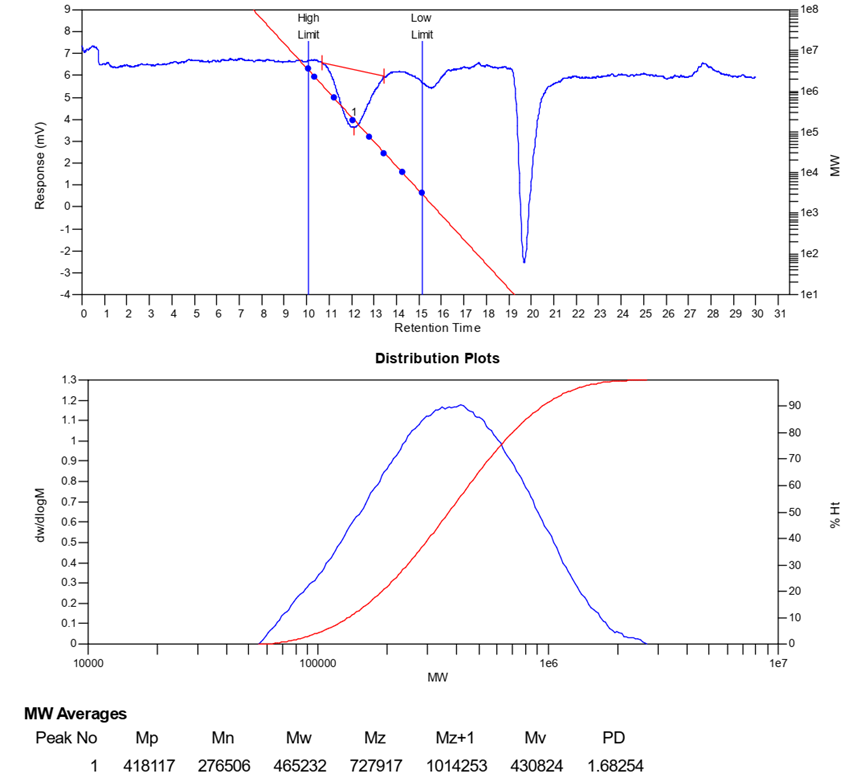 High Low
Limit Limit
9 1e8
8
7 1e7
6
5 1e6
4 1e5
3
2 1e4
1
0 1e3
-1
-2 1e2
-3
-4 1e1
Response (mV)
MW
1
0 1 2 3 4 5 6 7 8 9 10 11 12 13 14 15 16 17 18 19 20 21 22 23 24 25 26 27 28 29 30 31
Retention Time
Distribution Plots
1.3
1.2
1.1 90
1 80
0.9 70
0.8 60
0.7
0.6 50
0.5 40
0.4 30
0.3 20
0.2
0.1 10
0 0
dw/dlogM
% Ht
10000 100000 1e6 1e7
MW
MW Averages
Peak No Mp Mn Mw Mz Mz+1 Mv PD
1 418117 276506 465232 727917 1014253 430824 1.68254